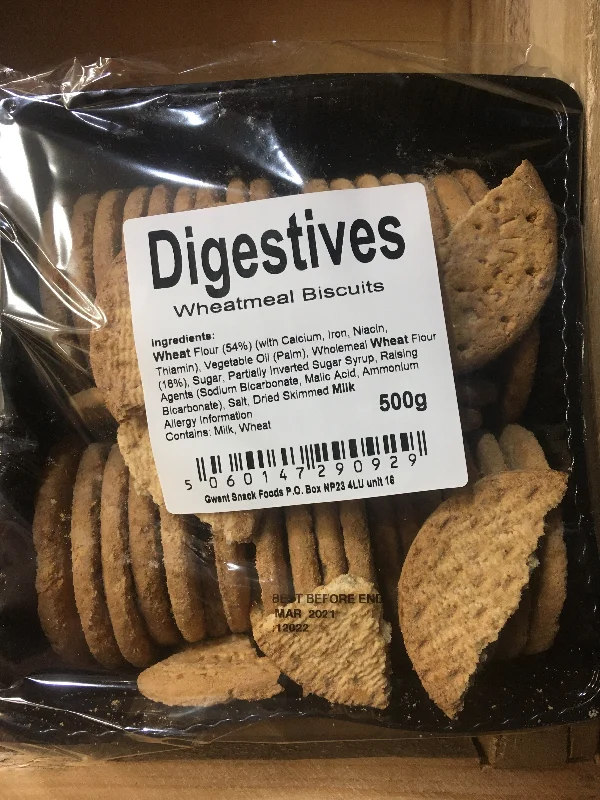 Digestives
Wheatmeal Biscuits
Ingredients:
Wheat Flour (54%) (with Calcium, Iron, Niacin,
Thiamin), Vegetable Oil (Palm), Wholemeal Wheat Flour
(16%), Sugar, Partially Inverted Sugar Syrup, Raising
Agents (Sodium Bicarbonate, Malic Acid, Ammonium
Bicarbonate), Salt, Dried Skimmed Milk
Allergy Information
Contains: Milk, Wheat
500g
5 060147 290929
Gwent Snack Foods P.O. Box NP23 4LU unit 16
BEST BEFORE END
MAR 2021
12022